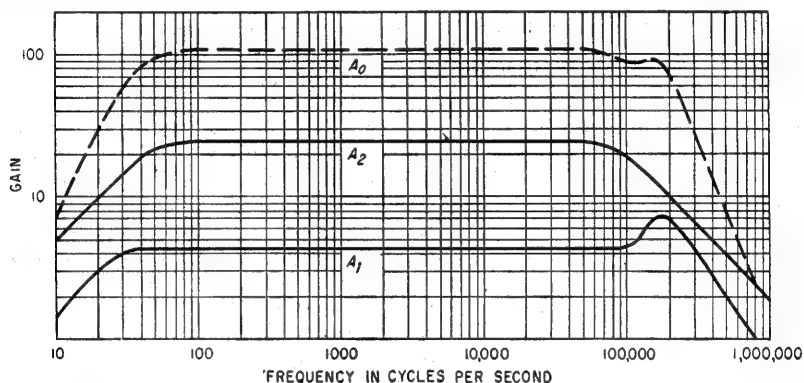 100
A0
A2
GAIN
10
A1
10 100 1000 10,000 100,000 1,000,000
FREQUENCY IN CYCLES PER SECOND